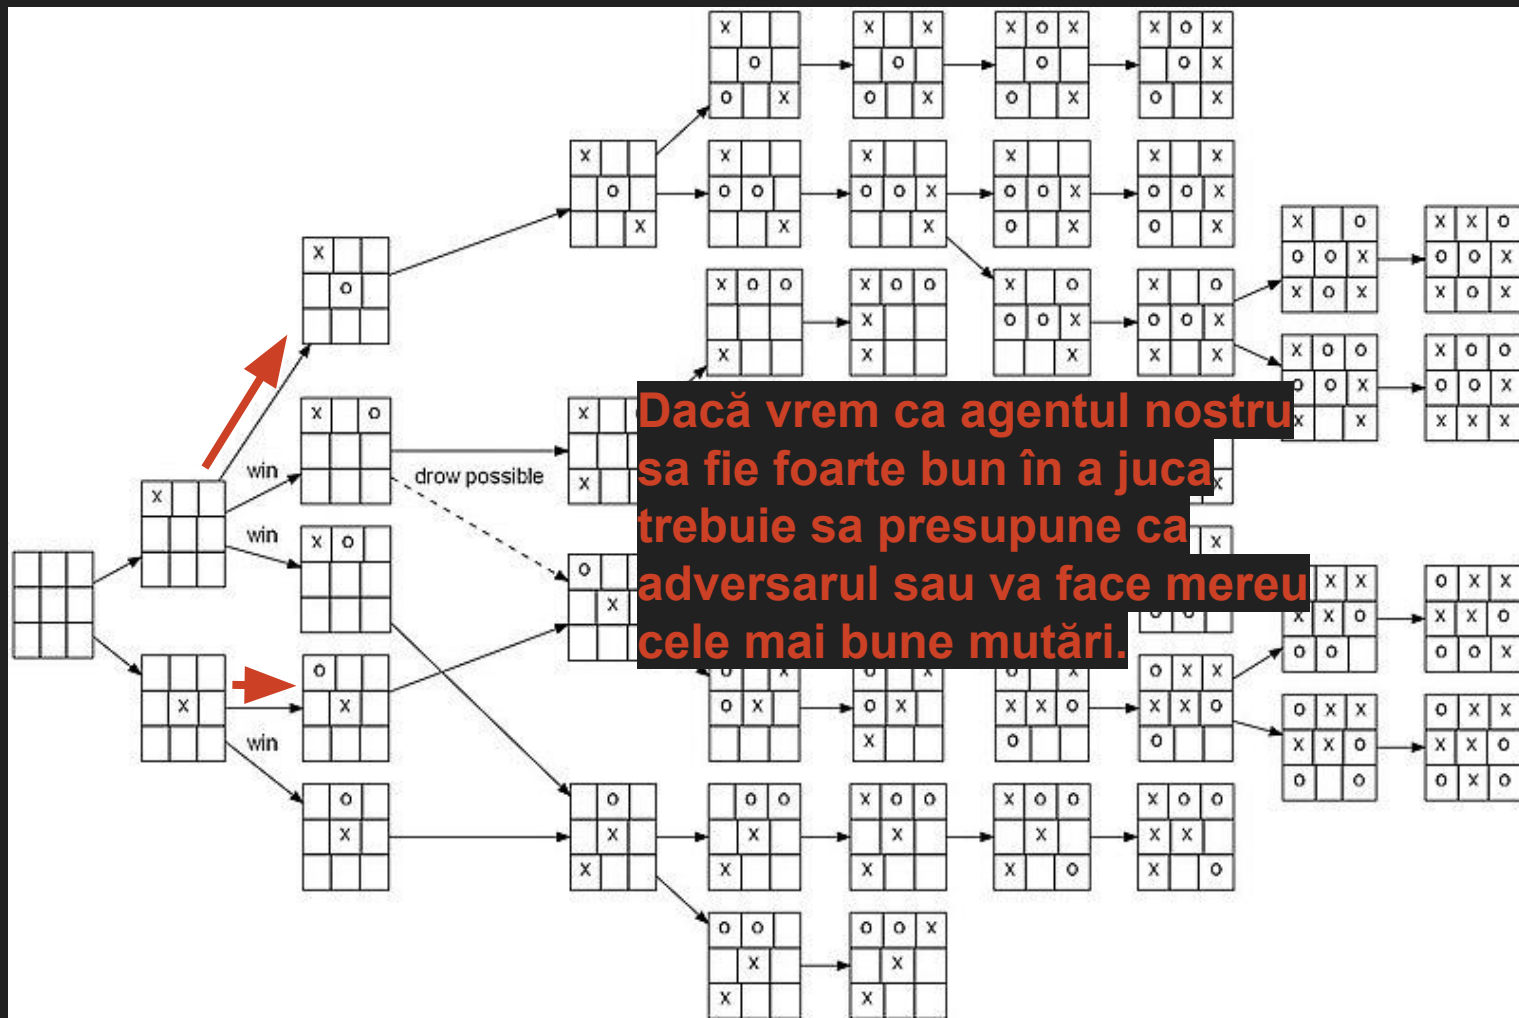 win
win
drow possible
win
Dacă vrem ca agentul nostru
sa fie foarte bun în a juca
trebuie sa presupune ca
adversarul sau va face mereu
cele mai bune mutări.